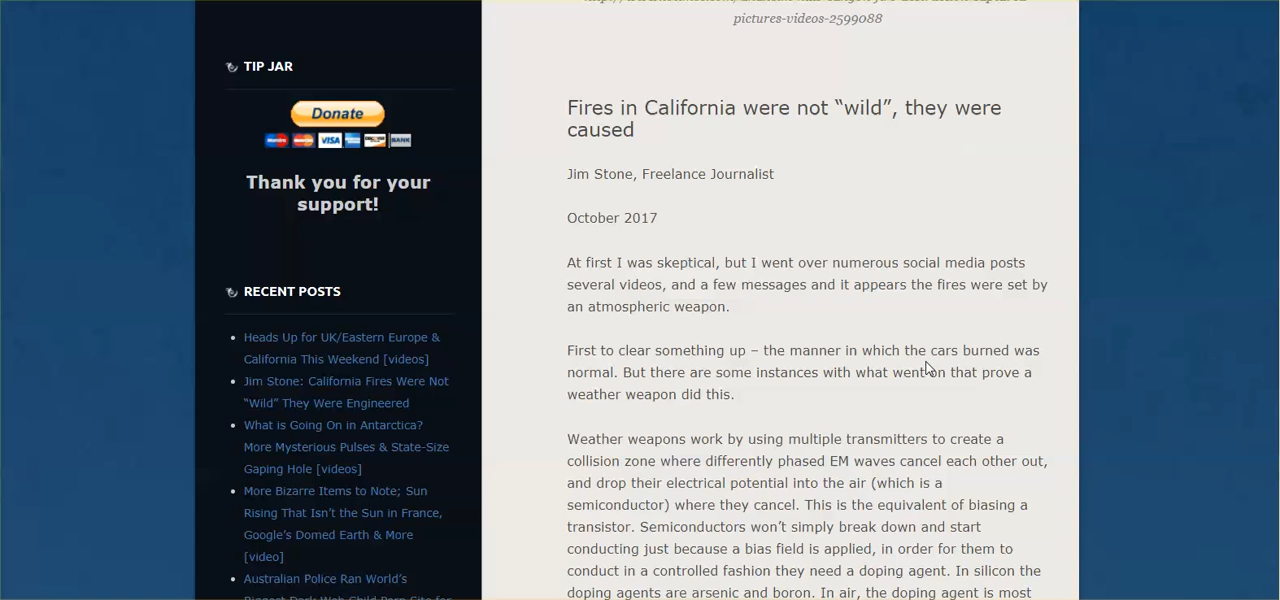 pictures-videos-2599088
TIP JAR
Donate
VISA
BANK
Thank you for your
support!
RECENT POSTS
Heads Up for UK/Eastern Europe &
California This Weekend [videos]
Jim Stone: California Fires Were Not
“Wild” They Were Engineered
What is Going On in Antarctica?
More Mysterious Pulses & State-Size
Gaping Hole [videos]
More Bizarre Items to Note; Sun
Rising That Isn’t the Sun in France,
Google’s Domed Earth & More
[video]
Australian Police Ran World’s
Fires in California were not “wild”, they were
caused
Jim Stone, Freelance Journalist
October 2017
At first I was skeptical, but I went over numerous social media posts
several videos, and a few messages and it appears the fires were set by
an atmospheric weapon.
First to clear something up – the manner in which the cars burned was
normal. But there are some instances with what went on that prove a
weather weapon did this.
Weather weapons work by using multiple transmitters to create a
collision zone where differently phased EM waves cancel each other out,
and drop their electrical potential into the air (which is a
semiconductor) where they cancel. This is the equivalent of biasing a
transistor. Semiconductors won’t simply break down and start
conducting just because a bias field is applied, in order for them to
conduct in a controlled fashion they need a doping agent. In silicon the
doping agents are arsenic and boron. In air, the doping agent is most